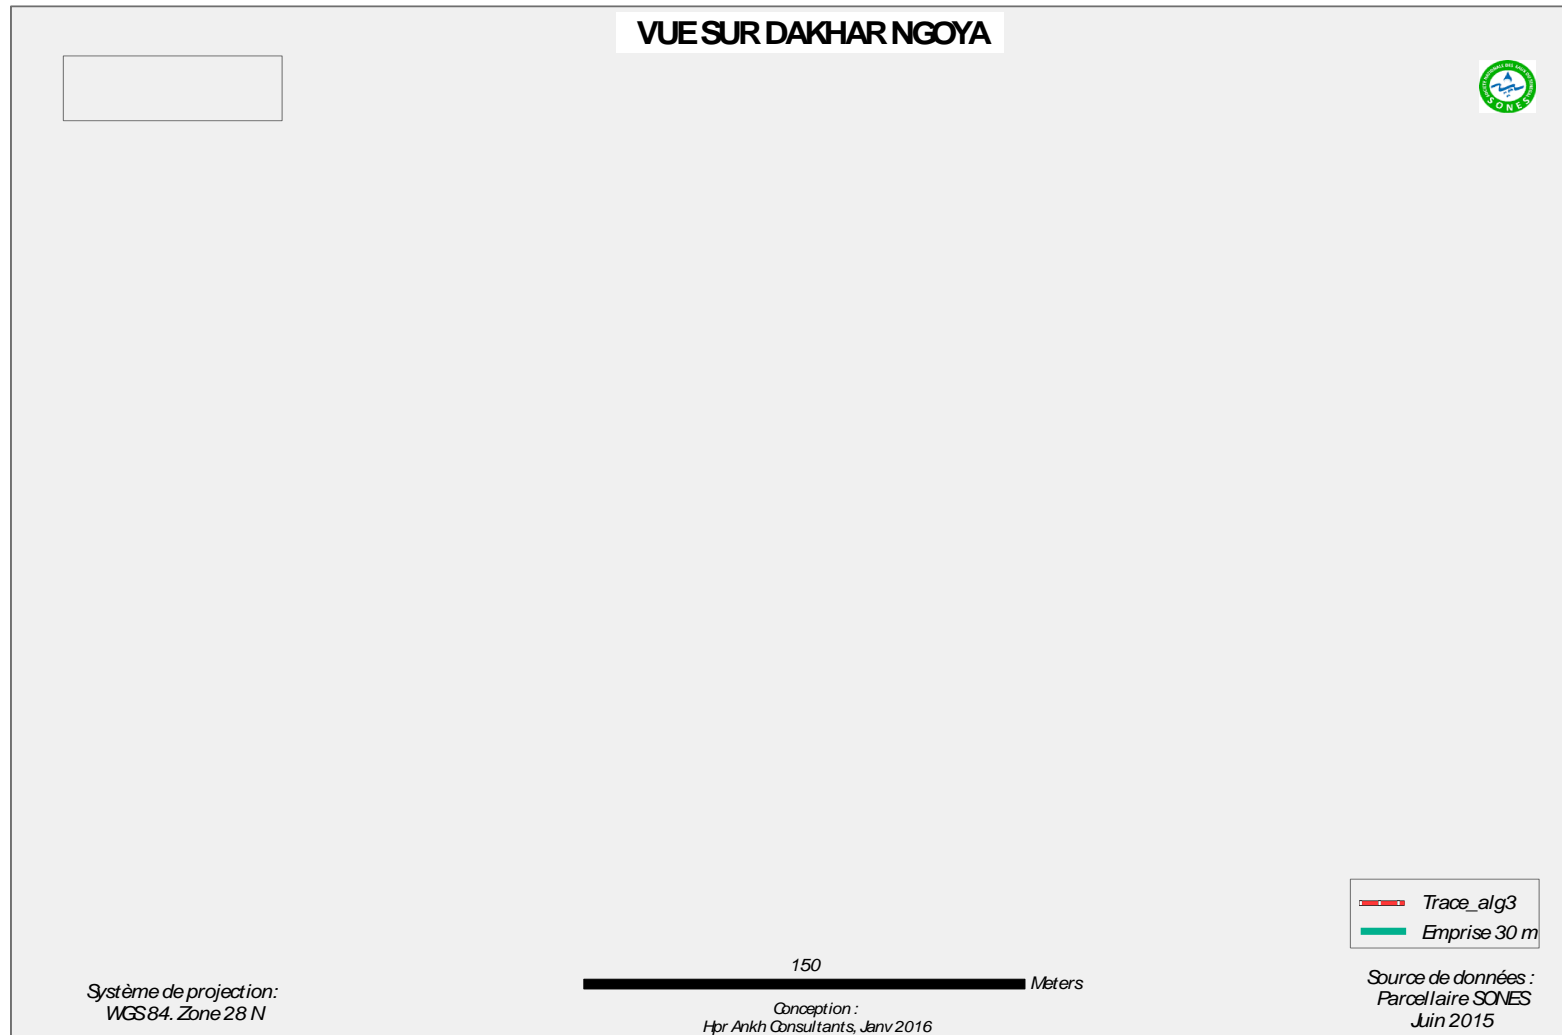 VUE SUR DAKHAR NGOYA
SONES
Trace_alg3
Emprise 30 m
150
Meters
Système de projection:
WGS 84. Zone 28 N
Conception :
Hpr Ankh Consultants, Janv 2016
Source de données :
Parcellaire SONES
Juin 2015